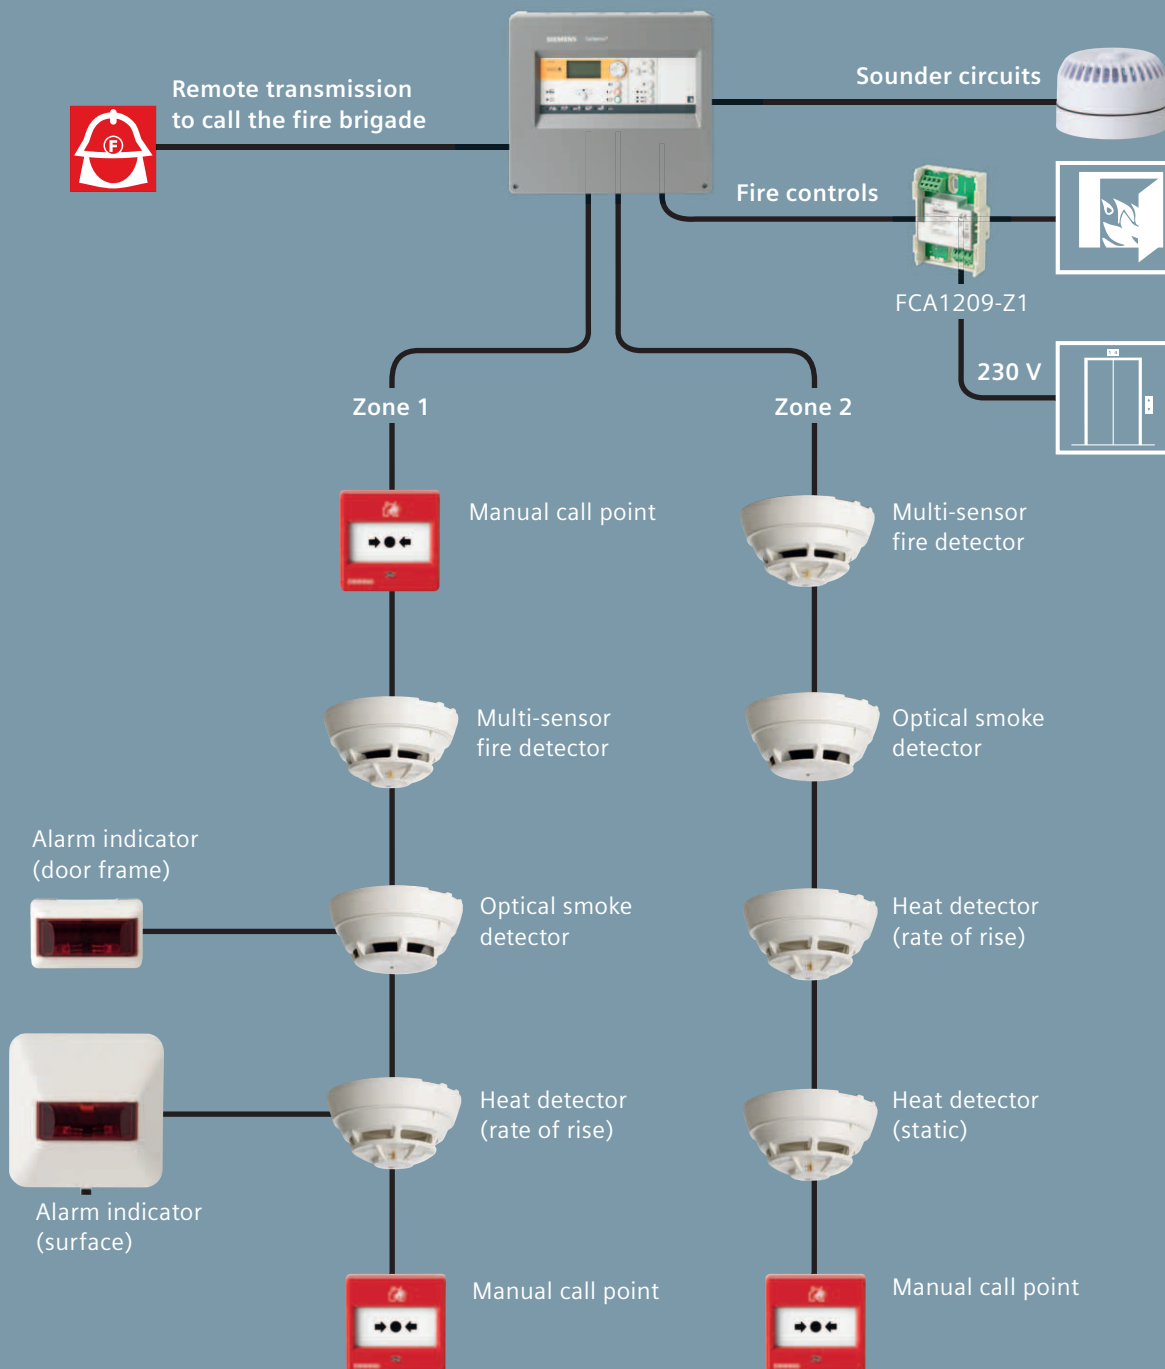 SIEMENS
Remote transmission
to call the fire brigade
F
Sounder circuits
Fire controls
FCA1209-Z1
230 V
Zone 1
Zone 2
Manual call point
Multi-sensor
fire detector
Multi-sensor
fire detector
Optical smoke
detector
Alarm indicator
(door frame)
Optical smoke
detector
Heat detector
(rate of rise)
Heat detector
(rate of rise)
Heat detector
(static)
Alarm indicator
(surface)
Manual call point
Manual call point